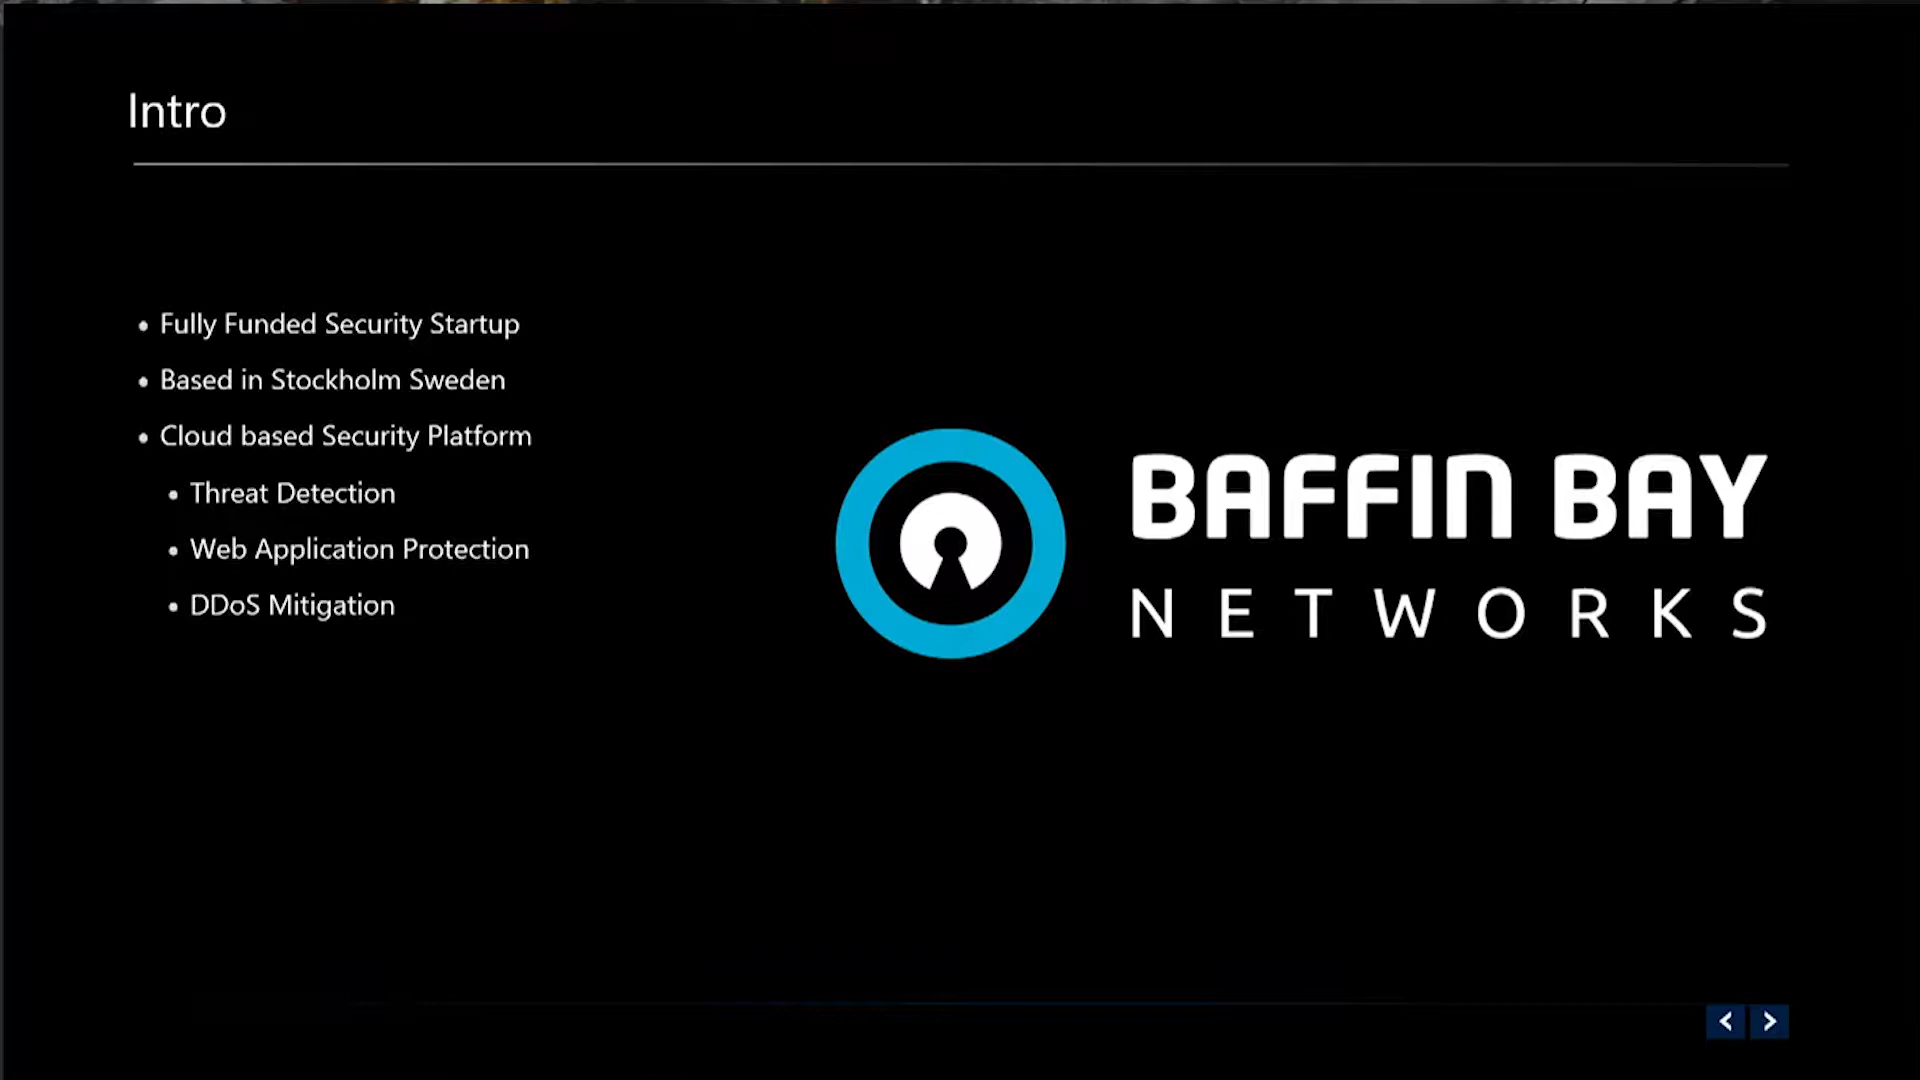 Intro
Fully Funded Security Startup
Based in Stockholm Sweden
Cloud based Security Platform
Threat Detection
Web Application Protection
DDoS Mitigation
BAFFIN BAY
NETWORKS